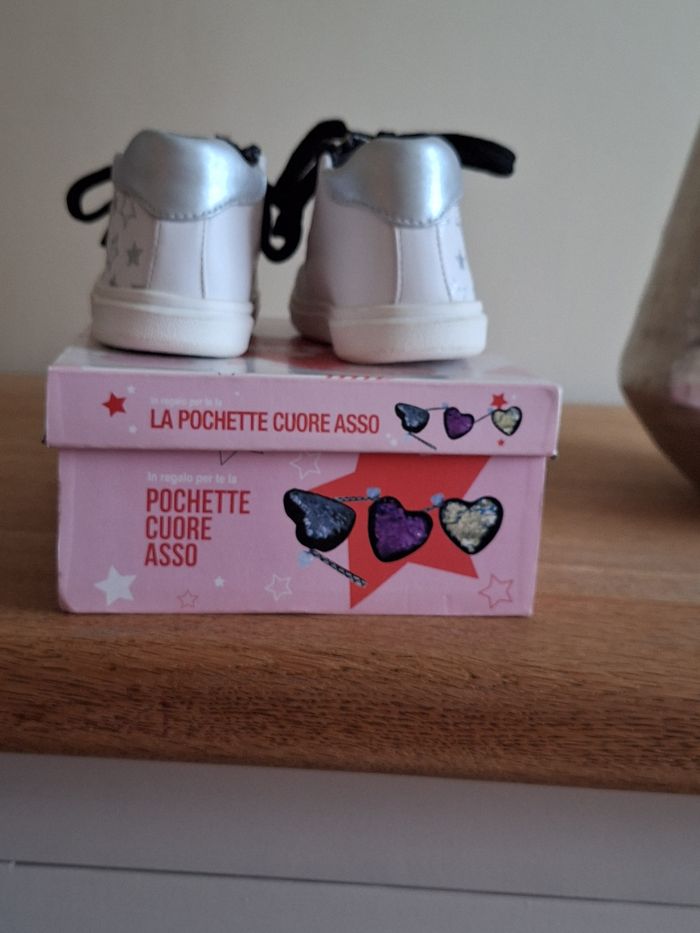 In regalo per te la
LA POCHETTE CUORE ASSO
In regalo per te la
POCHETTE
CUORE
ASSO